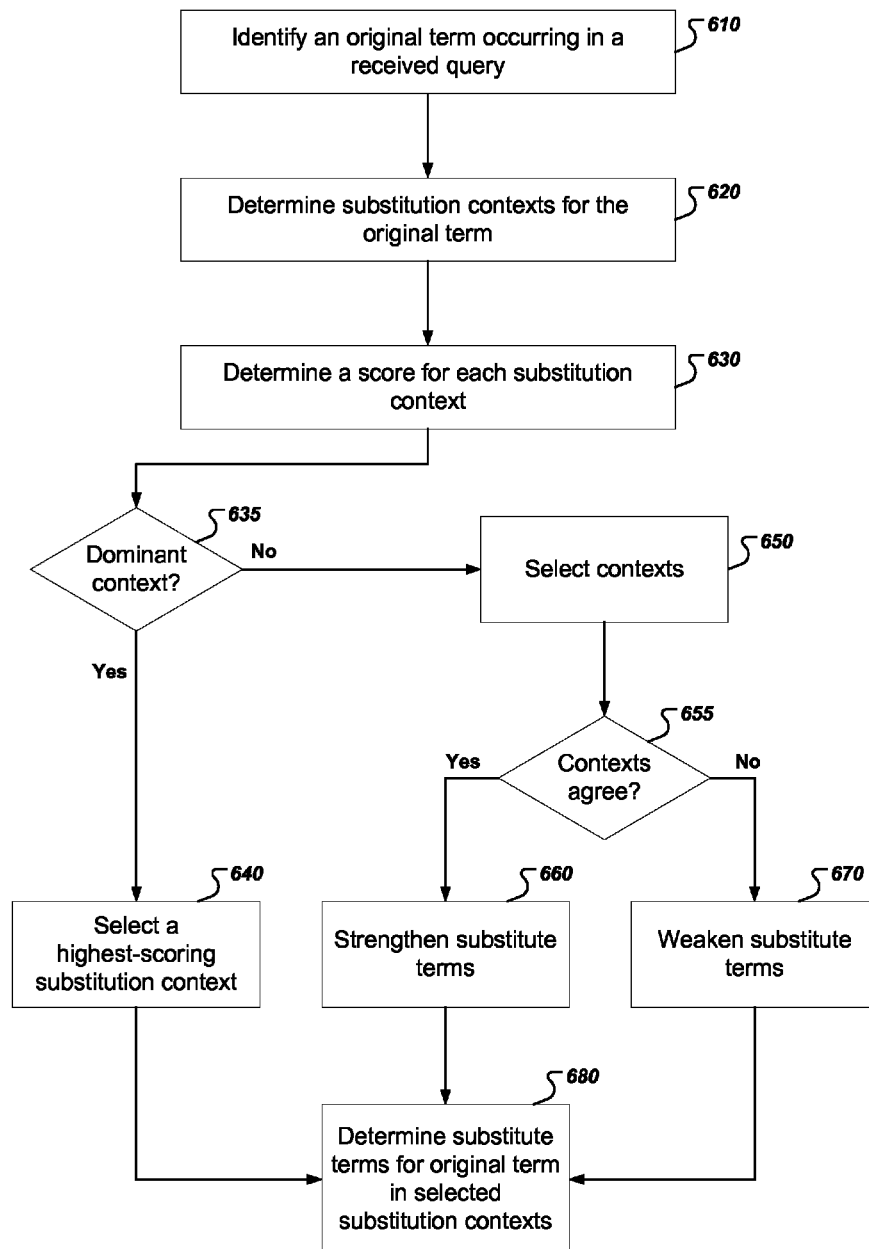 Identify an original term occurring in a
received query
610
Determine substitution contexts for the
original term
620
Determine a score for each substitution
context
630
635
Dominant
context?
No
Yes
650
Select contexts
655
Contexts
agree?
Yes
No
640
Select a
highest-scoring
substitution context
660
Strengthen substitute
terms
670
Weaken substitute
terms
680
Determine substitute
terms for original term
in selected
substitution contexts